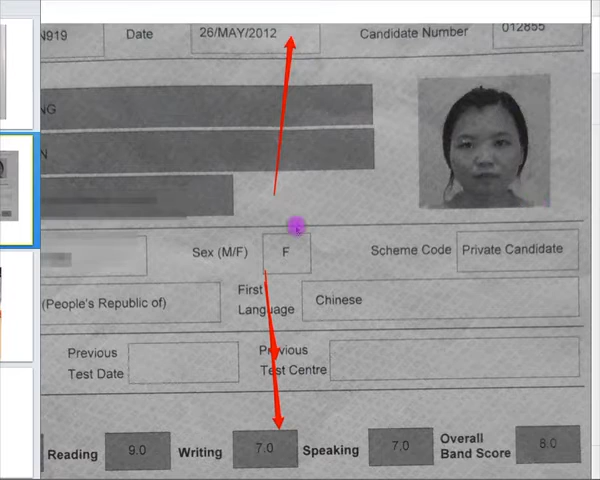 N919 Date 26/MAY/2012 Candidate Number 012855
NG
N
Sex (M/F) F Scheme Code Private Candidate
(People's Republic of) First Language Chinese
Previous Test Date Previous Test Centre
Reading 9.0 Writing 7.0 Speaking 7.0 Overall Band Score 8.0